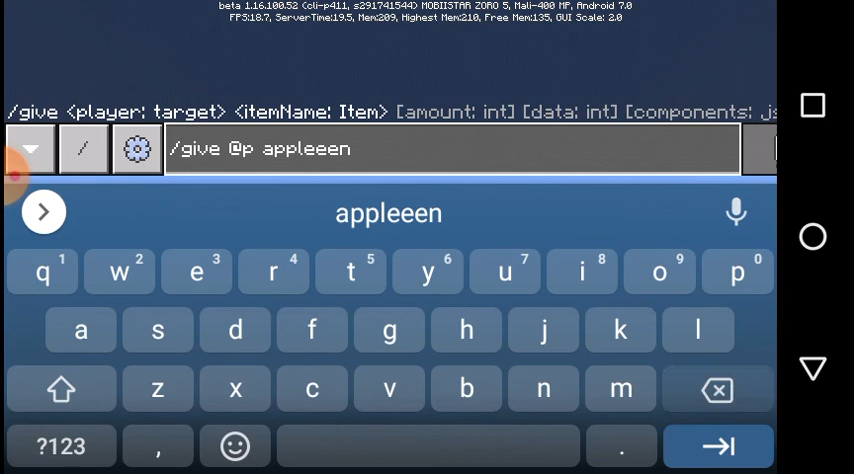 beta 1.16.100.52 (cli-p411, s291741544) MOBIISTAR ZORO 5, Mali-400 MP, Android 7.0
FPS:18.7, ServerTime:19.5, Mem:209, Highest Mem:210, Free Mem:135, GUI Scale: 2.0
/give <player: target> <itemName: Item> [amount: int] [data: int] [components: js
/ /give @p appleeen
appleeen
q1 w2 e3 r4 t5 y6 u7 i8 o9 p0
a s d f g h j k l
z x c v b n m
?123 , .